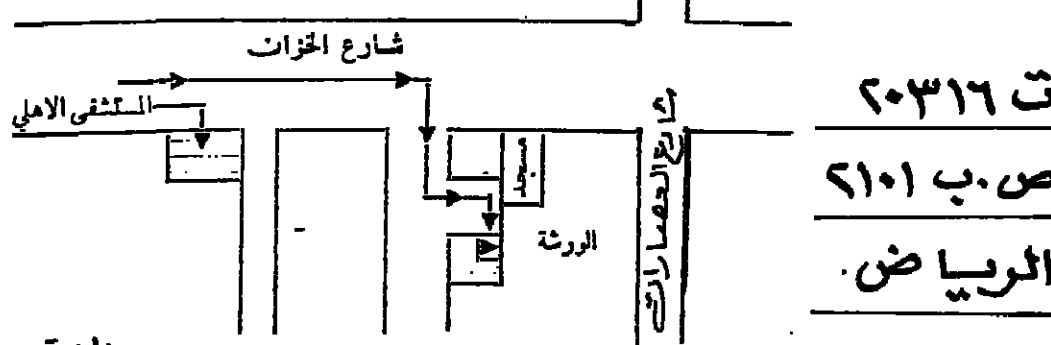 شارع الخزان
المستشفى الاهلي
مسجد
الورشة
شارع العصارات
ت ٢٠٣١٦
ص.ب ٢١٠١
الرياض.